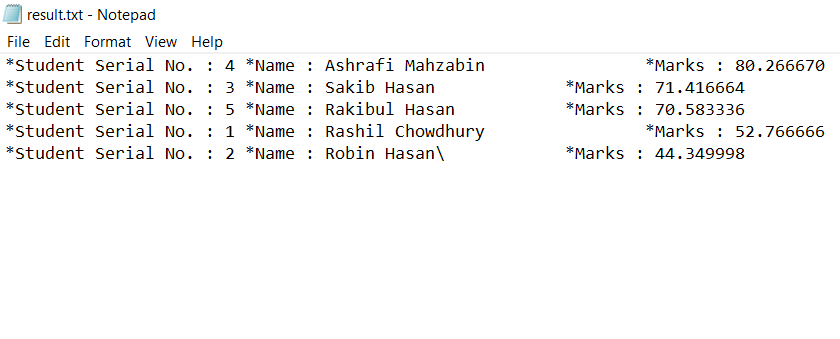 result.txt - Notepad
File Edit Format View Help
*Student Serial No. : 4 *Name : Ashrafi Mahzabin *Marks : 80.266670
*Student Serial No. : 3 *Name : Sakib Hasan *Marks : 71.416664
*Student Serial No. : 5 *Name : Rakibul Hasan *Marks : 70.583336
*Student Serial No. : 1 *Name : Rashil Chowdhury *Marks : 52.766666
*Student Serial No. : 2 *Name : Robin Hasan\ *Marks : 44.349998